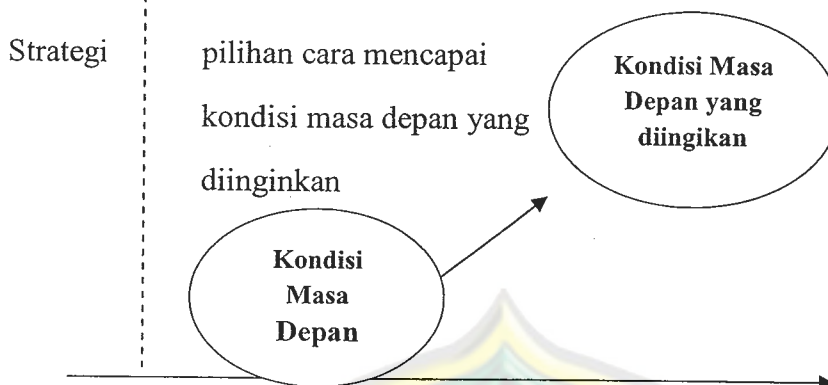 Strategi
pilihan cara mencapai
kondisi masa depan yang
diinginkan
Kondisi Masa
Depan yang
diingikan
Kondisi
Masa
Depan